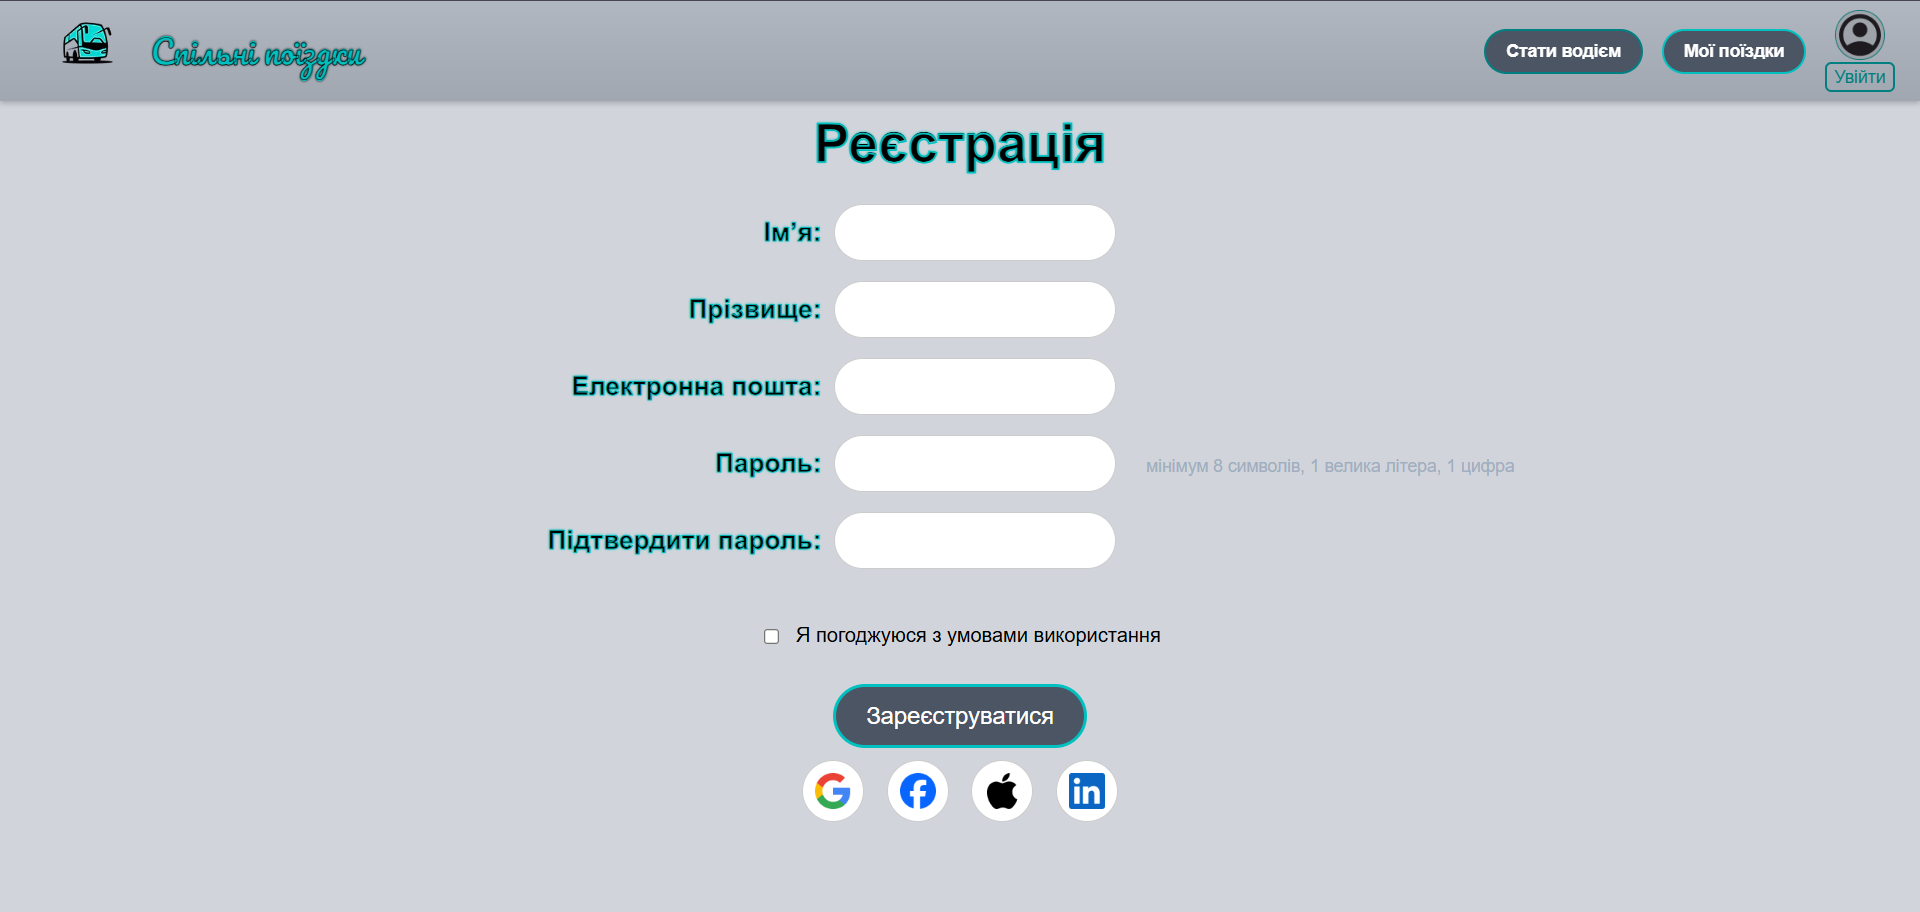 Спільні поїздки
Стати водієм
Мої поїздки
Увійти
Реєстрація
Ім’я:
Прізвище:
Електронна пошта:
Пароль:
мінімум 8 символів, 1 велика літера, 1 цифра
Підтвердити пароль:
Я погоджуюся з умовами використання
Зареєструватися